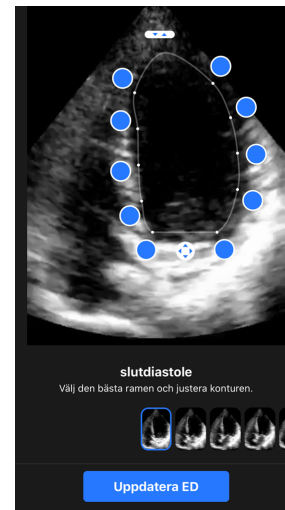 slutdiastole
Välj den bästa ramen och justera konturen.
Uppdatera ED